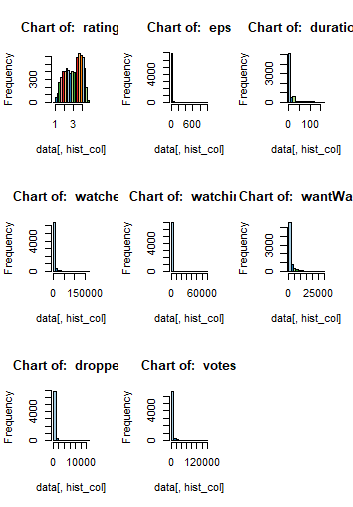 Chart of:  rating
Frequency
0
300
1
3
data[, hist_col]
Chart of:  eps
Frequency
0
4000
0
600
data[, hist_col]
Chart of:  duratio
Frequency
0
3000
0
100
data[, hist_col]
Chart of:  watche
Frequency
0
4000
0
150000
data[, hist_col]
Chart of:  watchin
Frequency
0
4000
0
60000
data[, hist_col]
Chart of:  wantWa
Frequency
0
3000
0
25000
data[, hist_col]
Chart of:  droppe
Frequency
0
4000
0
10000
data[, hist_col]
Chart of:  votes
Frequency
0
4000
0
120000
data[, hist_col]